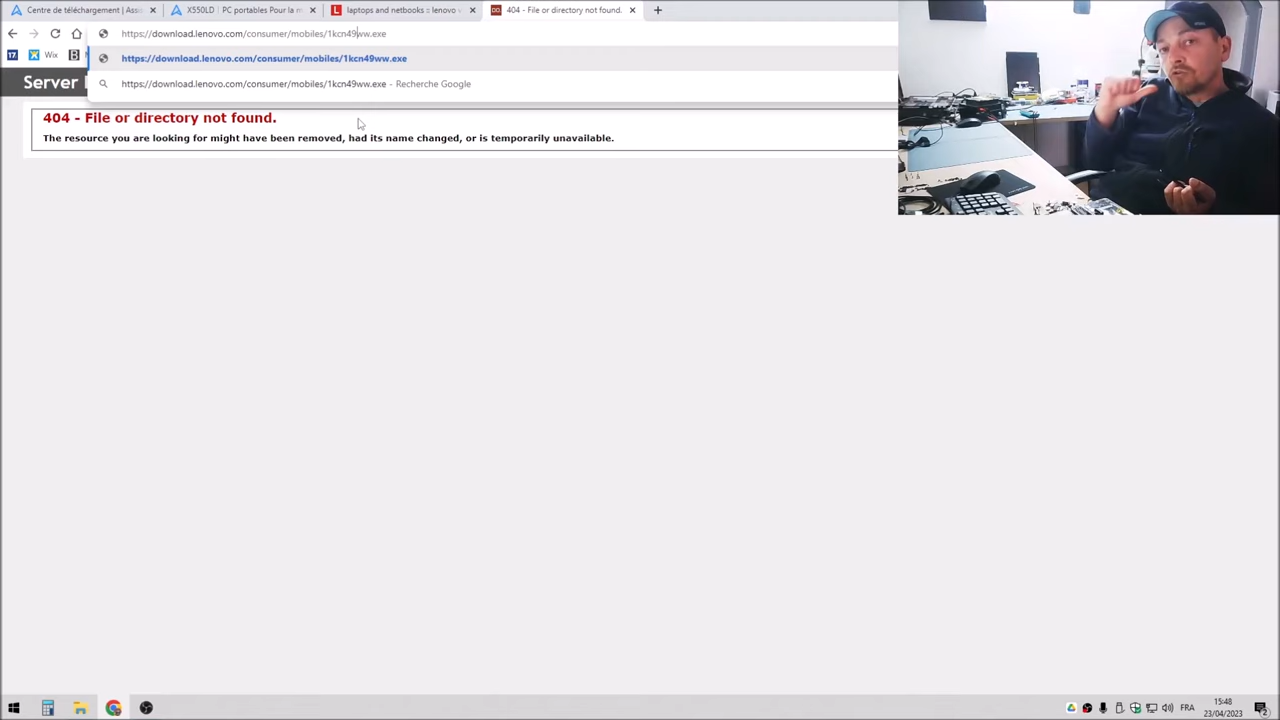 Centre de téléchargement | Assi
X550LD : PC portables Pour la m
laptops and netbooks :: lenovo v
404 - File or directory not found.
https://download.lenovo.com/consumer/mobiles/1kcn49ww.exe
17
Wix
https://download.lenovo.com/consumer/mobiles/1kcn49ww.exe
https://download.lenovo.com/consumer/mobiles/1kcn49ww.exe - Recherche Google
Server
404 - File or directory not found.
The resource you are looking for might have been removed, had its name changed, or is temporarily unavailable.
FRA
15:48
23/04/2023